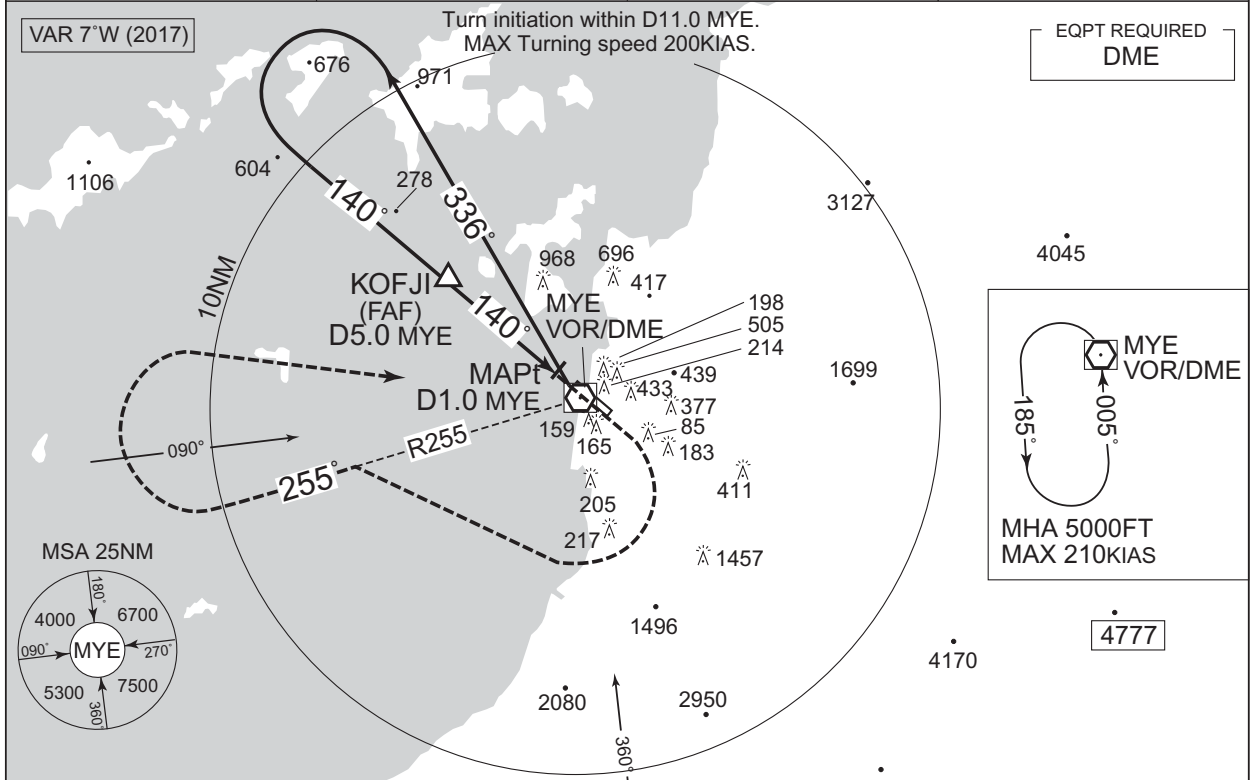 VAR 7°W (2017)
Turn initiation within D11.0 MYE.
MAX Turning speed 200KIAS.
EQPT REQUIRED
DME
676
971
1106
604
278
140°
336°
3127
4045
10NM
KOFJI
(FAF)
D5.0 MYE
140°
968
696
417
MYE
VOR/DME
198
505
214
MAPt
D1.0 MYE
433
439
377
1699
159
165
85
183
090°
R255
255°
205
411
217
1457
MYE
VOR/DME
185°
005°
MHA 5000FT
MAX 210KIAS
MSA 25NM
180°
4000
6700
090°
MYE
270°
5300
7500
360°
1496
4777
4170
2080
2950
360°